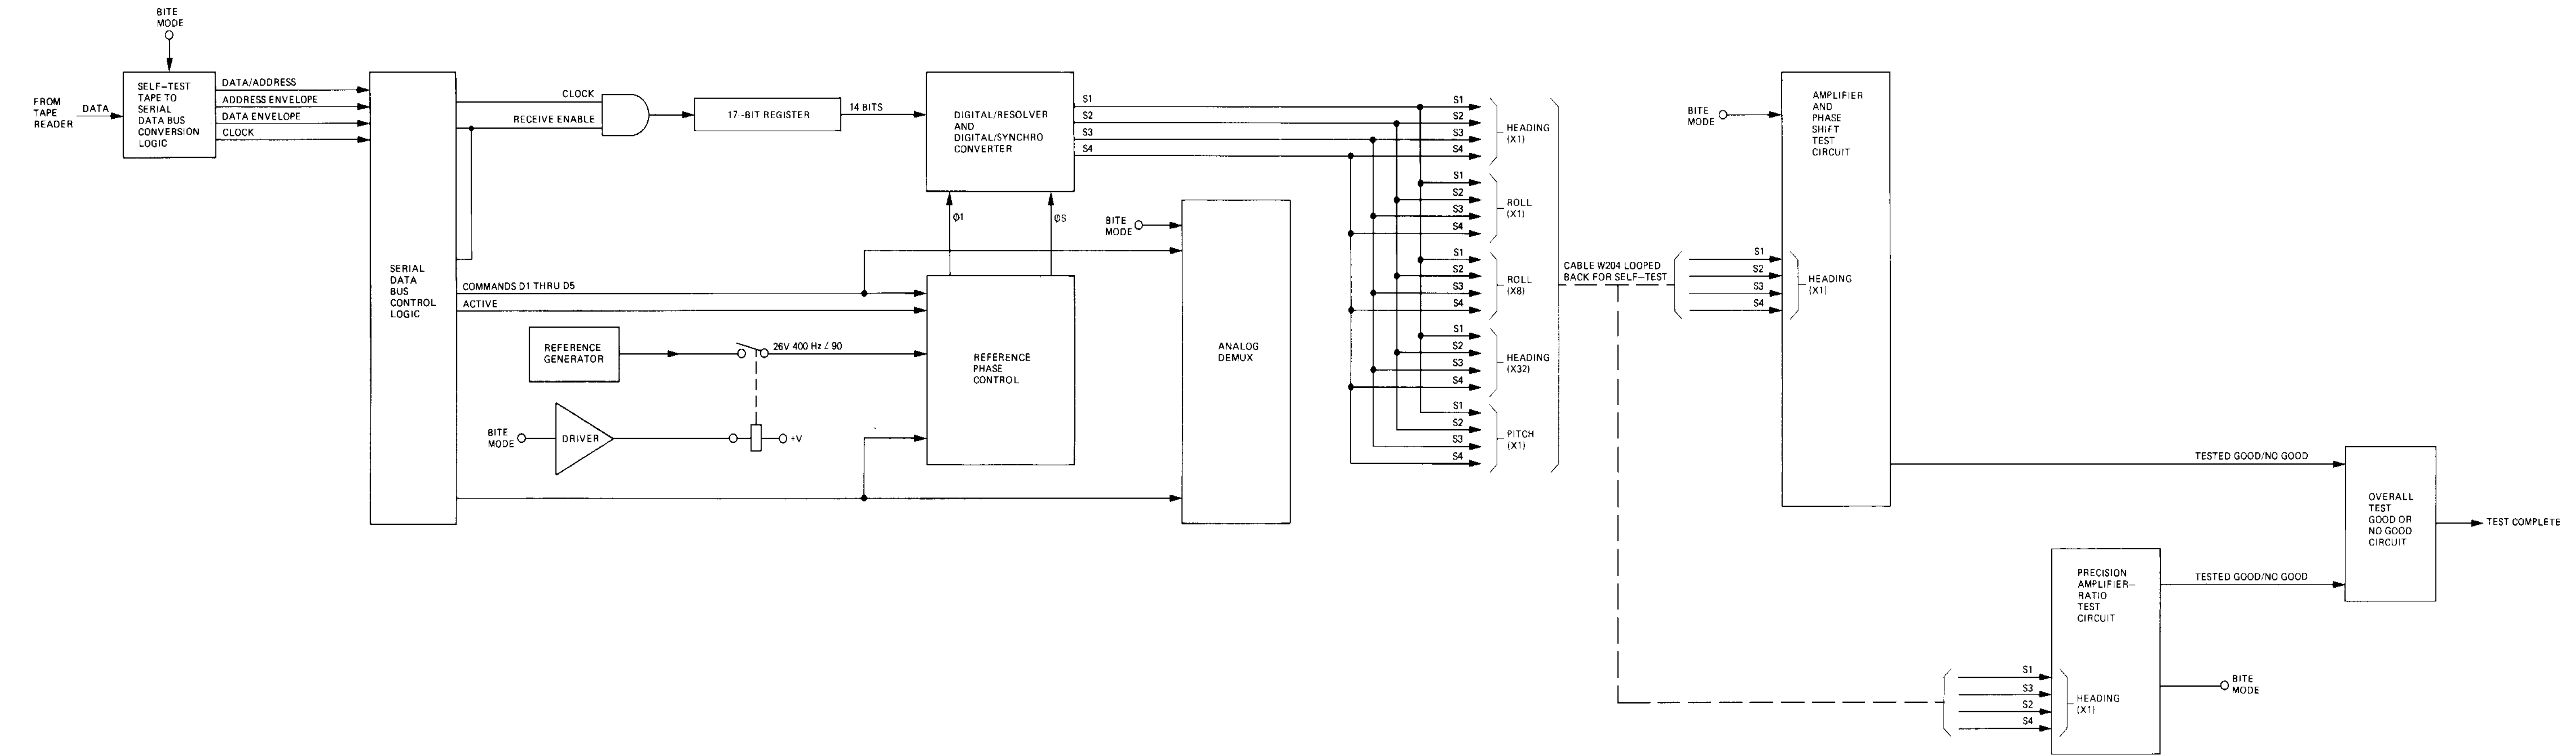 BITE
MODE
FROM
TAPE
READER
DATA
SELF-TEST
TAPE TO
SERIAL
DATA BUS
CONVERSION
LOGIC
DATA/ADDRESS
ADDRESS ENVELOPE
DATA ENVELOPE
CLOCK
SERIAL
DATA
BUS
CONTROL
LOGIC
CLOCK
RECEIVE ENABLE
17-BIT REGISTER
14 BITS
DIGITAL/RESOLVER
AND
DIGITAL/SYNCHRO
CONVERTER
S1
S2
S3
S4
Ø1
ØS
COMMANDS D1 THRU D5
ACTIVE
REFERENCE
GENERATOR
26V 400 Hz ∠ 90
REFERENCE
PHASE
CONTROL
BITE
MODE
DRIVER
+V
BITE
MODE
ANALOG
DEMUX
S1
S2
S3
S4
HEADING
(X1)
S1
S2
S3
S4
ROLL
(X1)
S1
S2
S3
S4
ROLL
(X8)
S1
S2
S3
S4
HEADING
(X32)
S1
S2
S3
S4
PITCH
(X1)
CABLE W204 LOOPED
BACK FOR SELF-TEST
BITE
MODE
AMPLIFIER
AND
PHASE
SHIFT
TEST
CIRCUIT
S1
S2
S3
S4
HEADING
(X1)
TESTED GOOD/NO GOOD
OVERALL
TEST
GOOD OR
NO GOOD
CIRCUIT
TEST COMPLETE
PRECISION
AMPLIFIER-
RATIO
TEST
CIRCUIT
TESTED GOOD/NO GOOD
S1
S3
S2
S4
HEADING
(X1)
BITE
MODE